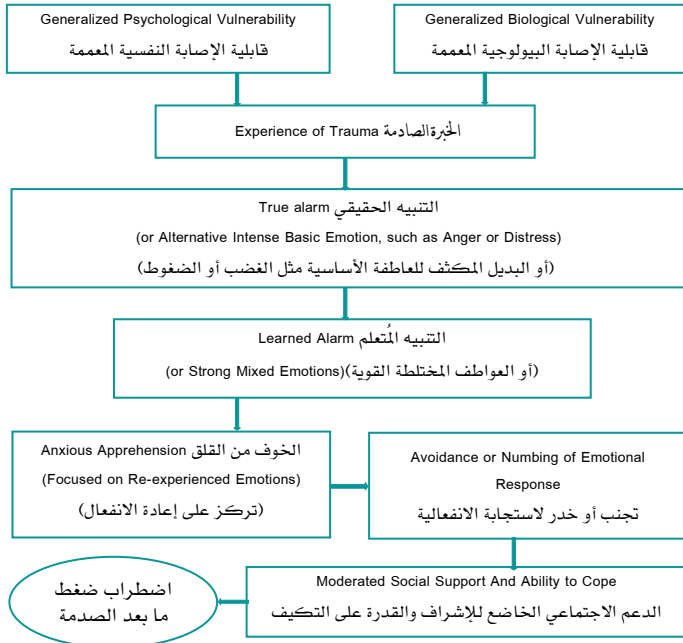 Generalized Psychological Vulnerability
قابلية الإصابة النفسية المعممة
Generalized Biological Vulnerability
قابلية الإصابة البيولوجية المعممة
Experience of Trauma الخبرة الصادمة
True alarm التنبيه الحقيقي
(or Alternative Intense Basic Emotion, such as Anger or Distress)
(أو البديل المكثف للعاطفة الأساسية مثل الغضب أو الضغوط)
Learned Alarm التنبيه المُتعلم
(or Strong Mixed Emotions)(أو العواطف المختلطة القوية)
Anxious Apprehension الخوف من القلق
(Focused on Re-experienced Emotions)
(تركز على إعادة الانفعال)
Avoidance or Numbing of Emotional
Response
تجنب أو خدر لاستجابة الانفعالية
Moderated Social Support And Ability to Cope
الدعم الاجتماعي الخاضع للإشراف والقدرة على التكيف
اضطراب ضغط
ما بعد الصدمة